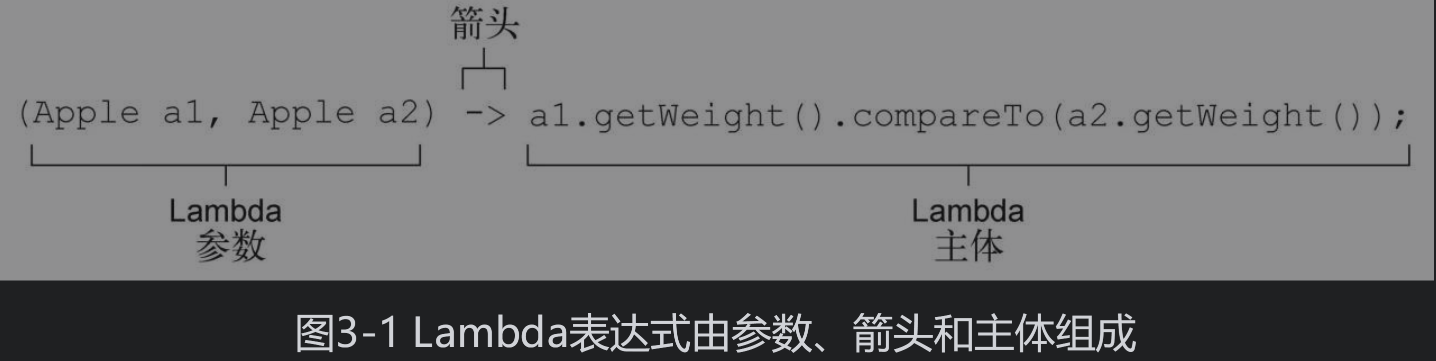 箭头
(Apple a1, Apple a2) -> a1.getWeight().compareTo(a2.getWeight());
Lambda
参数
Lambda
主体
图3-1 Lambda表达式由参数、箭头和主体组成